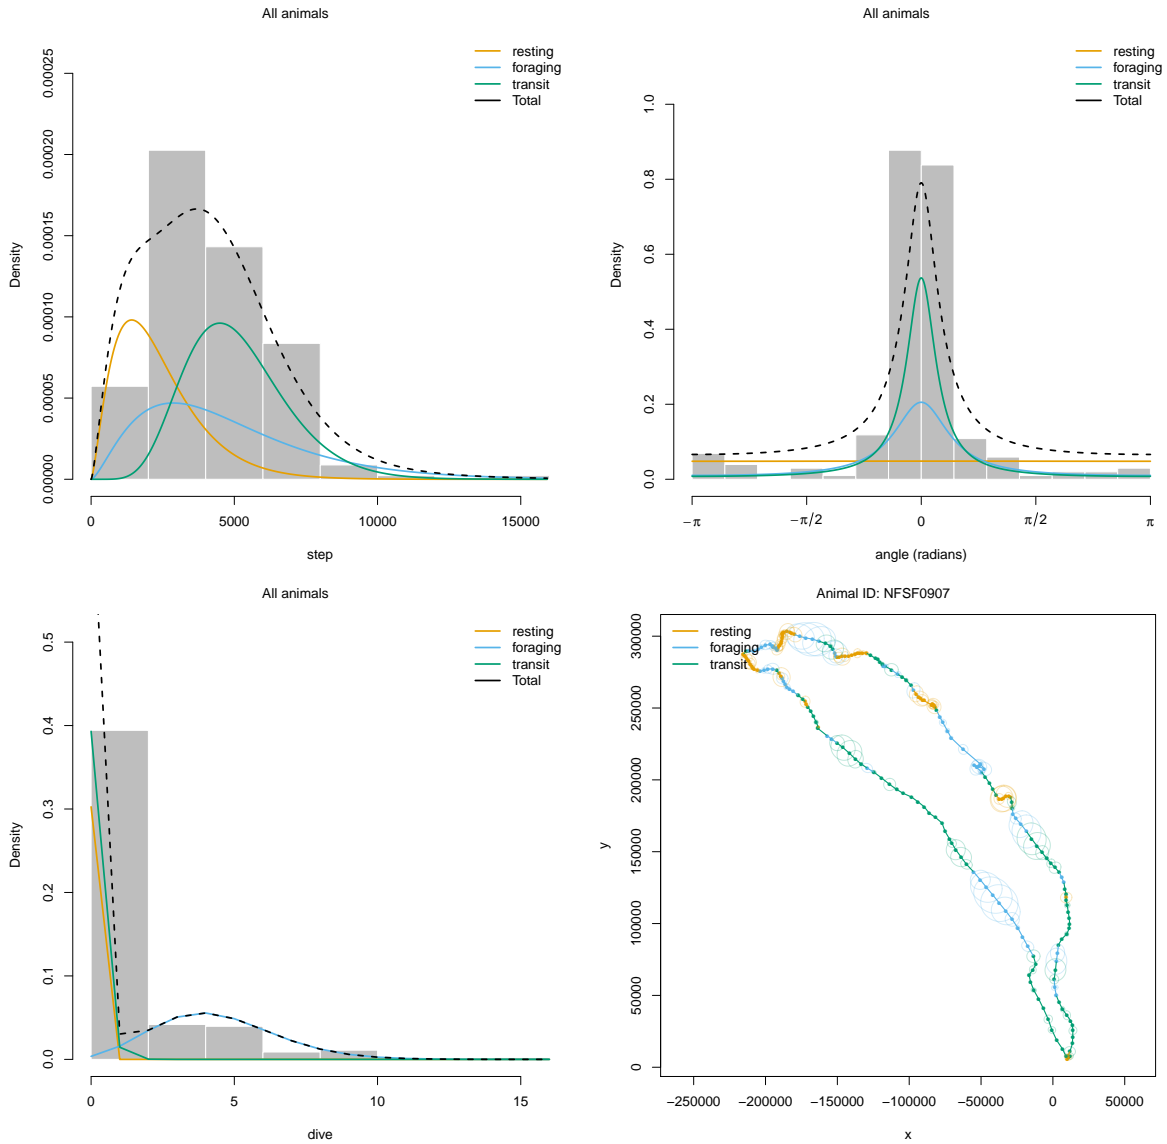 All animals
resting
foraging
transit
Total
0.00000 0.00005 0.00010 0.00015 0.00020 0.00025
Density
0 5000 10000 15000
step
All animals
resting
foraging
transit
Total
0.0 0.2 0.4 0.6 0.8 1.0
Density
−π −π/2 0 π/2 π
angle (radians)
All animals
resting
foraging
transit
Total
0.0 0.1 0.2 0.3 0.4 0.5
Density
0 5 10 15
dive
Animal ID: NFSF0907
resting
foraging
transit
0 50000 100000 150000 200000 250000 300000
y
−250000 −200000 −150000 −100000 −50000 0 50000
x